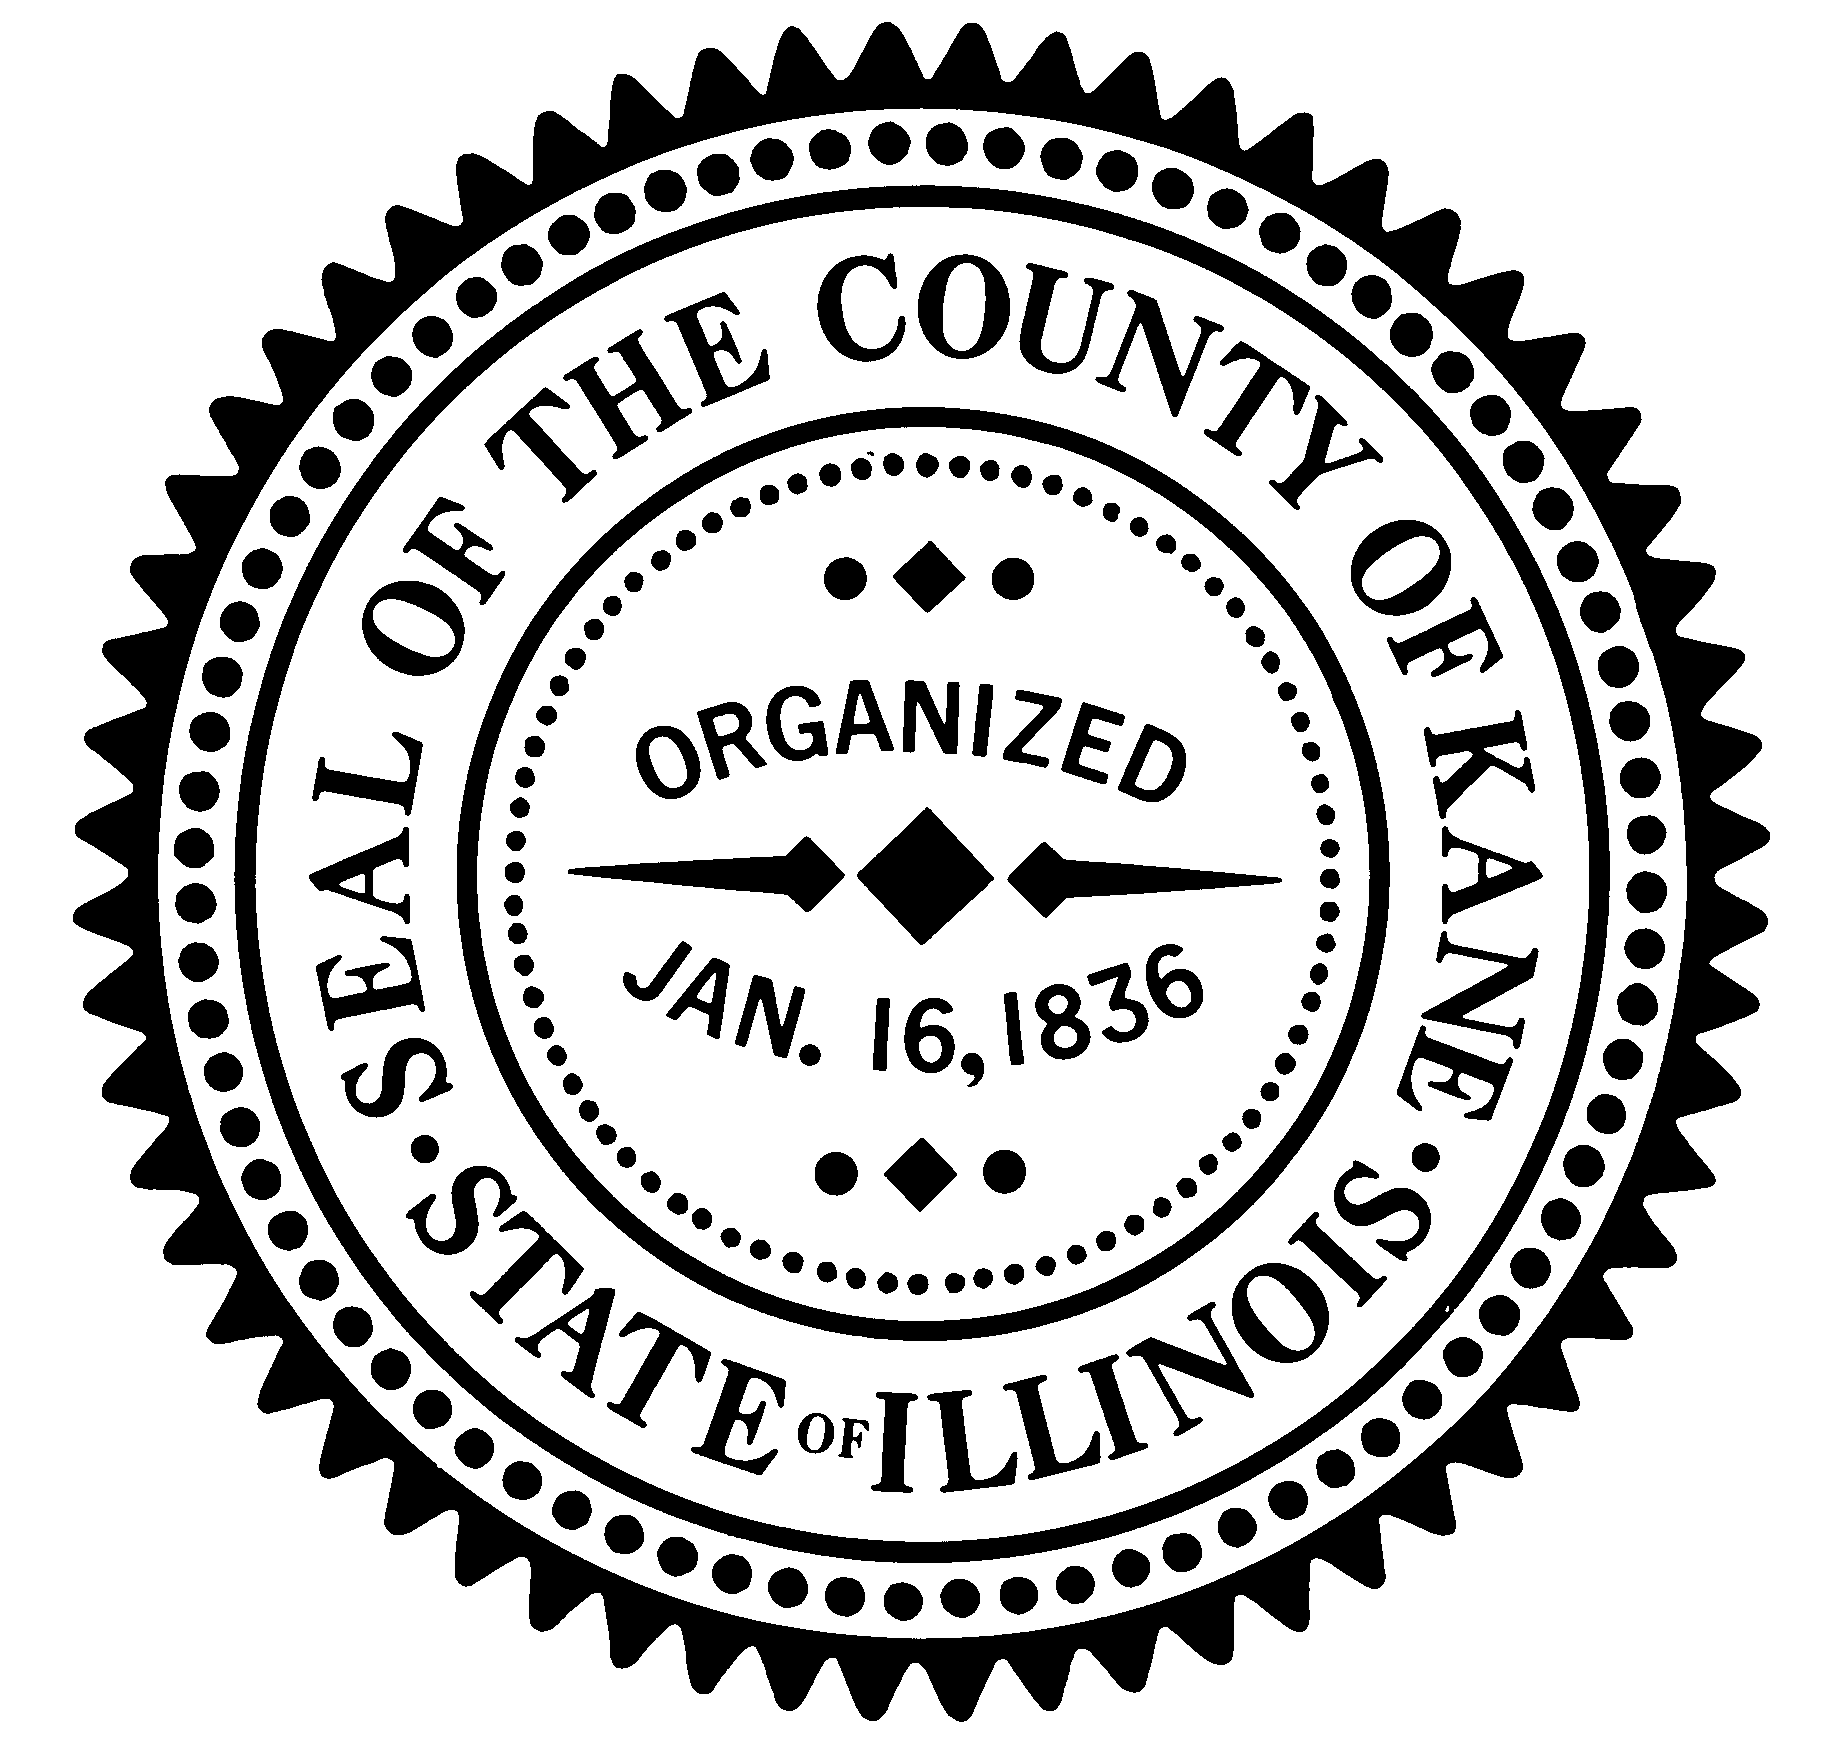 SEAL OF THE COUNTY OF KANE
ORGANIZED
JAN. 16, 1836
STATE OF ILLINOIS